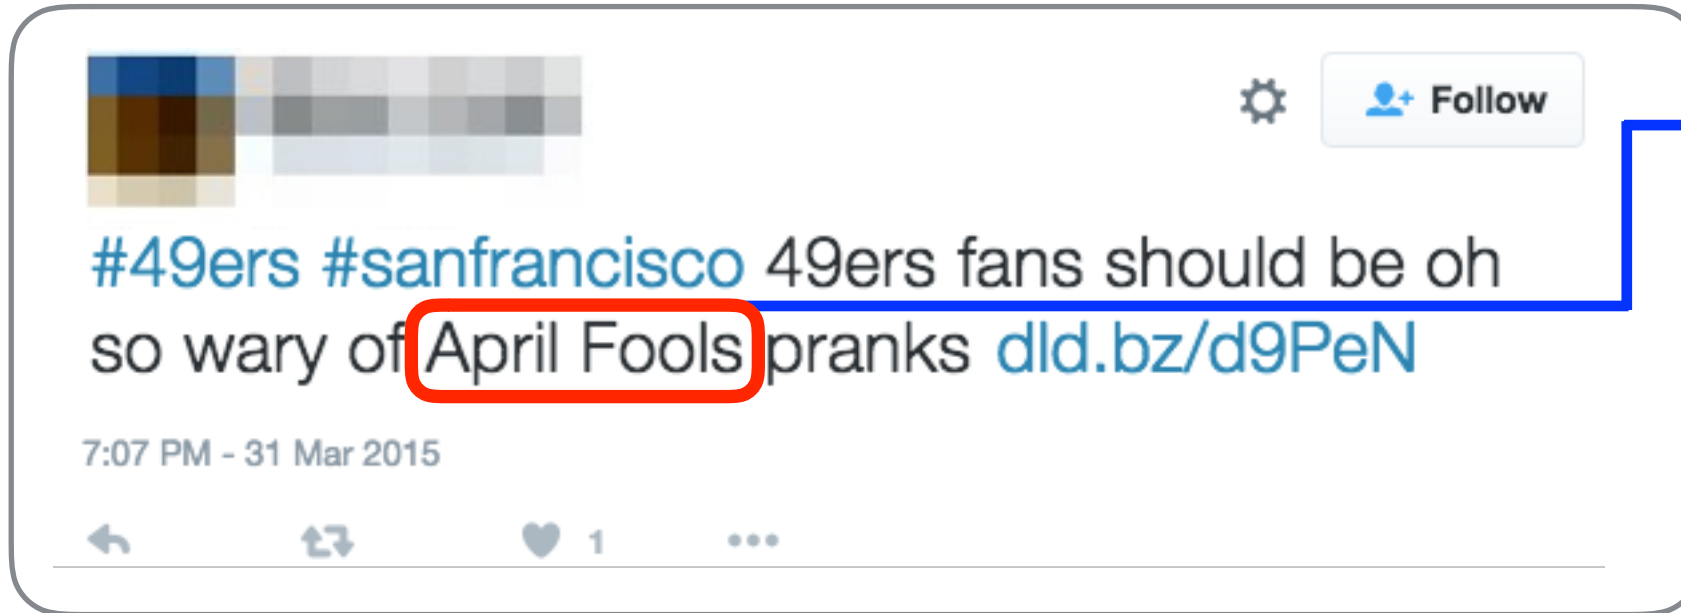 Follow
#49ers #sanfrancisco 49ers fans should be oh
so wary of April Fools pranks dld.bz/d9PeN
7:07 PM - 31 Mar 2015
1